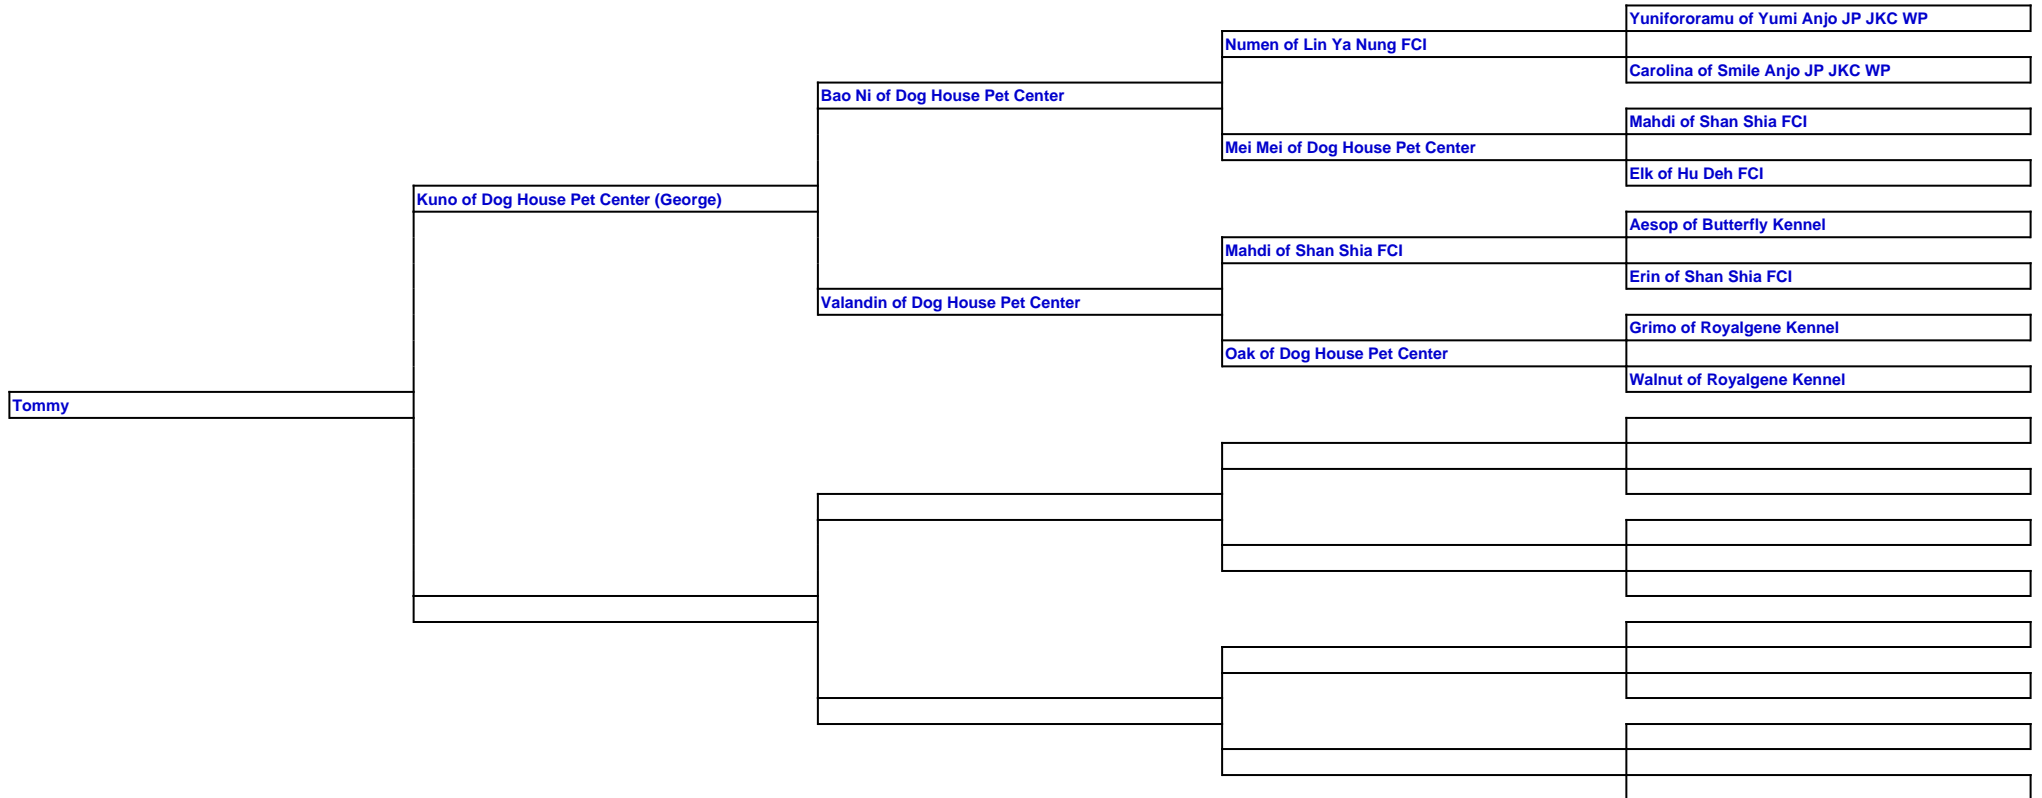 Yunifororamu of Yumi Anjo JP JKC WP
Numen of Lin Ya Nung FCI
Carolina of Smile Anjo JP JKC WP
Bao Ni of Dog House Pet Center
Mahdi of Shan Shia FCI
Mei Mei of Dog House Pet Center
Elk of Hu Deh FCI
Kuno of Dog House Pet Center (George)
Aesop of Butterfly Kennel
Mahdi of Shan Shia FCI
Erin of Shan Shia FCI
Valandin of Dog House Pet Center
Grimo of Royalgene Kennel
Oak of Dog House Pet Center
Walnut of Royalgene Kennel
Tommy